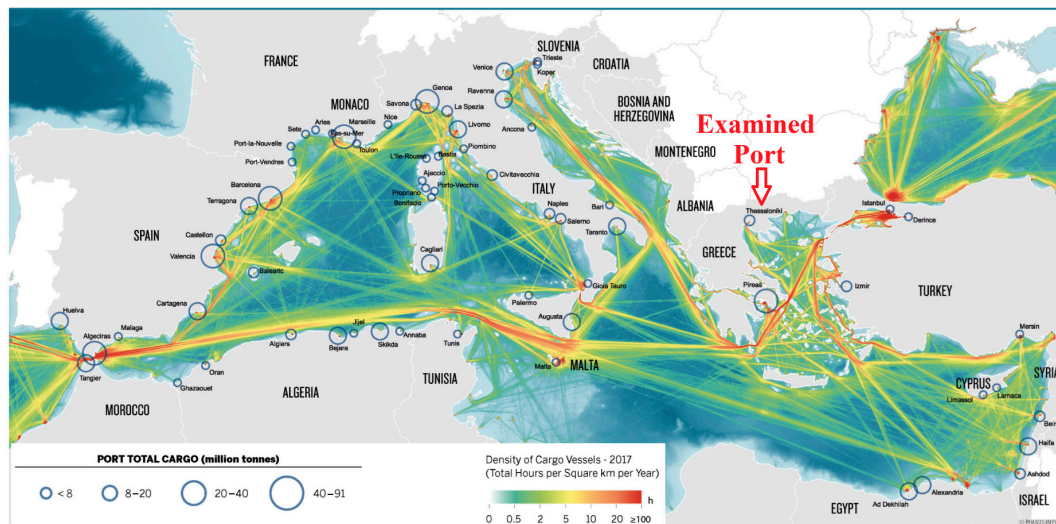 FRANCE
SLOVENIA
Trieste
Koper
CROATIA
Venice
Genoa
Savona
Ravenna
La Spezia
BOSNIA AND
HERZEGOVINA
MONACO
Nice
Marseille
Arles
Fos-su-Mer
Sete
Toulon
Livorno
Ancona
Examined
Port
Port-la-Nouvelle
Piombino
L'Ile-Rousse
Bastia
MONTENEGRO
Port-Vendres
Ajaccio
Civitavecchia
Propriano
Porto-Vecchio
Bonifacio
ITALY
Barcelona
Terragona
Naples
Salerno
Bari
Taranto
ALBANIA
Thessaloniki
Istanbul
Derince
SPAIN
Castellon
Valencia
Balearic
Cagliari
GREECE
Gioia Tauro
Pireas
Izmir
TURKEY
Cartagena
Palermo
Augusta
Huelva
Malaga
Algeciras
Algiers
Bejara
Jijel
Skikda
Annaba
Tunis
Mersin
Tangier
Oran
Ghazaouet
Malta
MALTA
SYRIA
CYPRUS
Limassol
Larnaca
MOROCCO
ALGERIA
TUNISIA
Beir
Haifa
Ashdod
ISRAEL
Alexandria
Ad Dekhilah
EGYPT
PORT TOTAL CARGO (million tonnes)
< 8
8–20
20–40
40–91
Density of Cargo Vessels - 2017
(Total Hours per Square km per Year)
h
0 0.5 2 5 10 20 ≥100